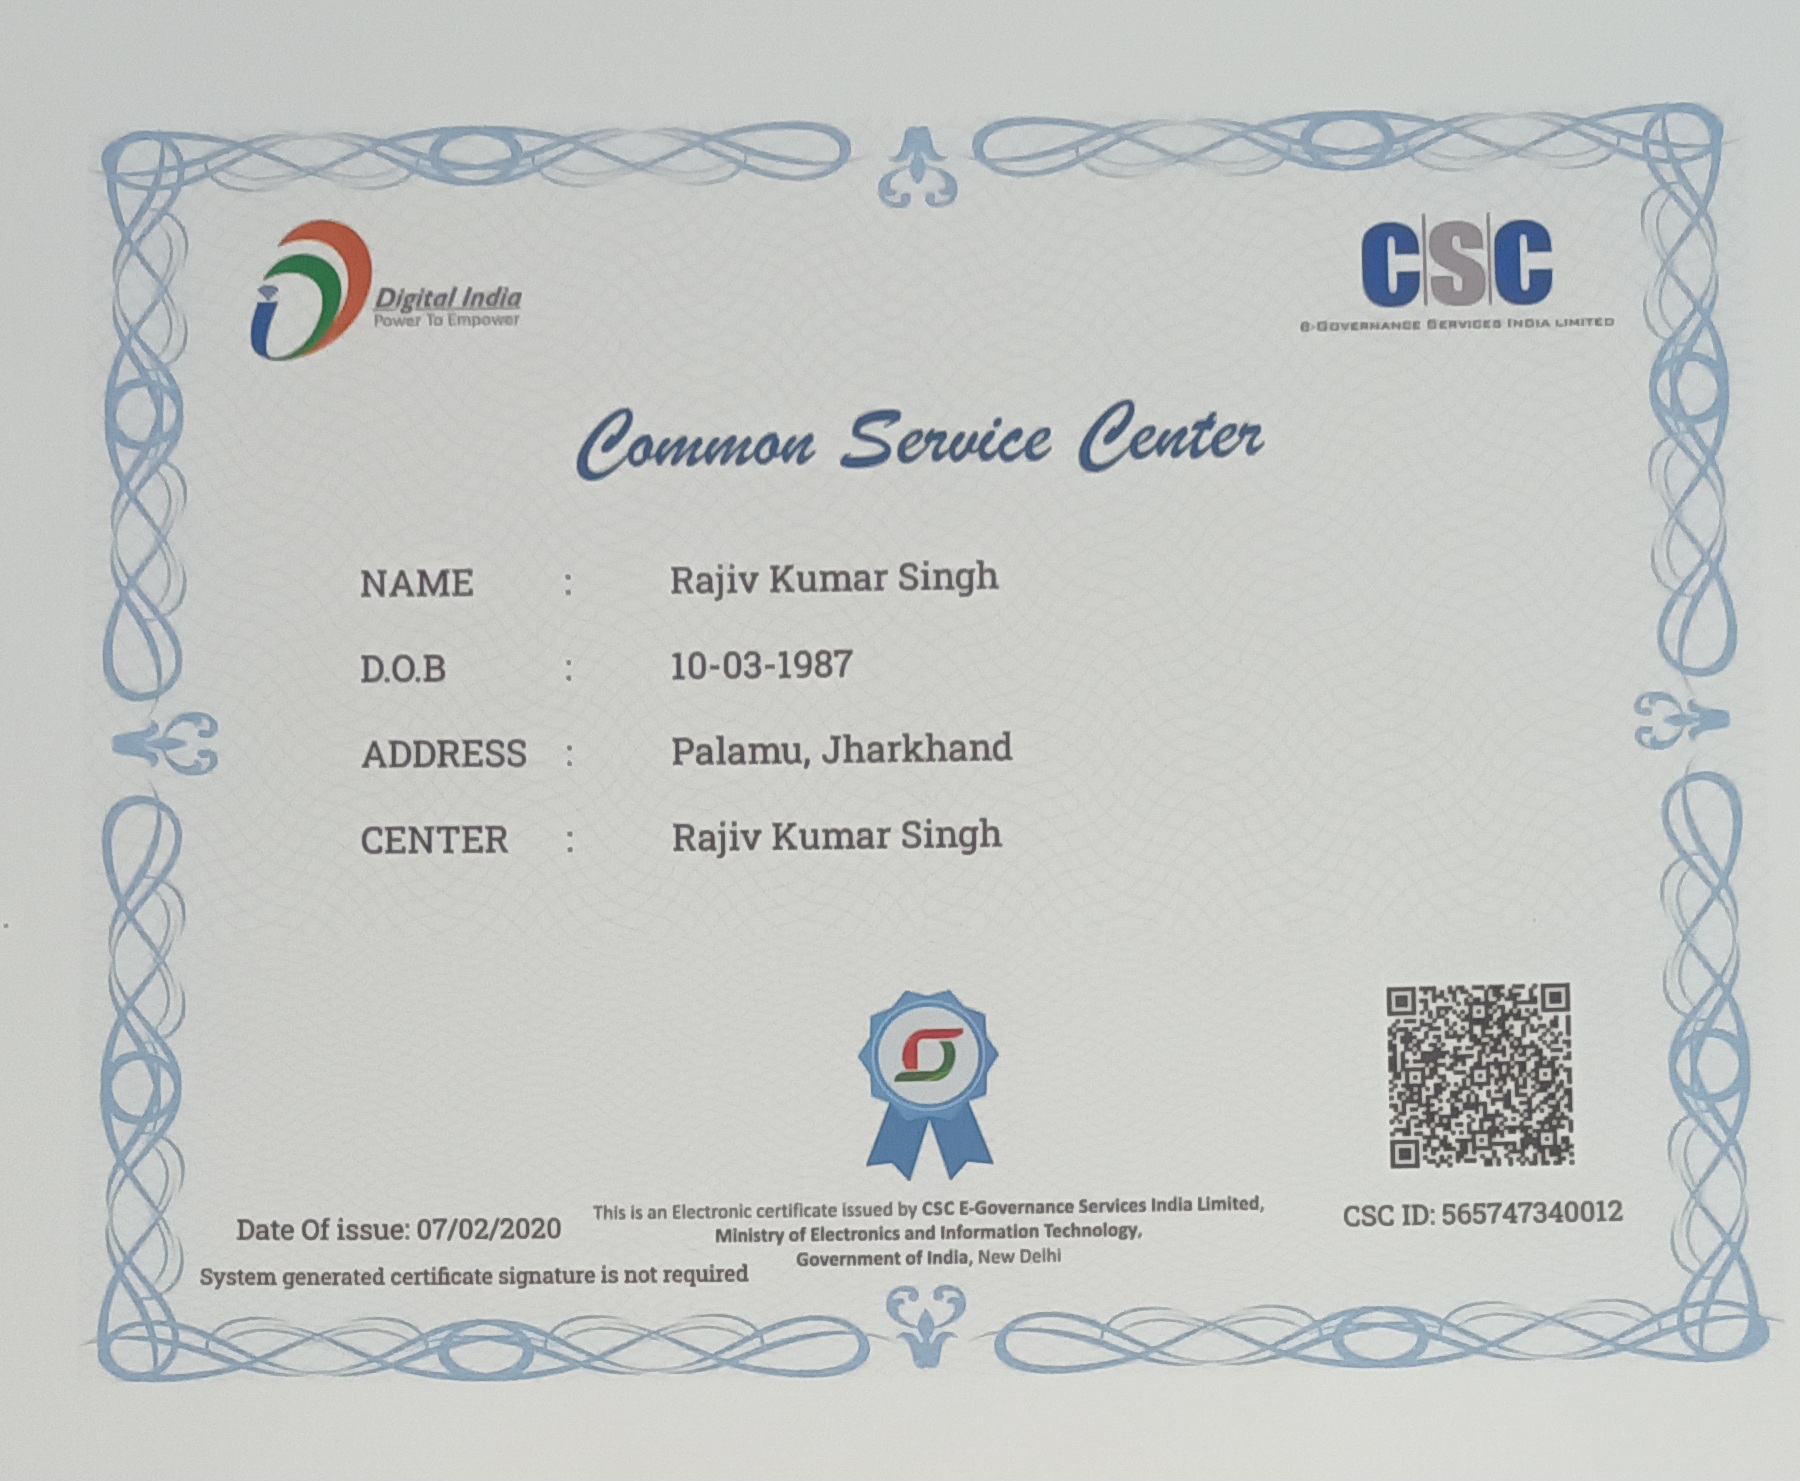 Digital India
Power To Empower
CSC
e-Governance Services India Limited
Common Service Center
NAME : Rajiv Kumar Singh
D.O.B : 10-03-1987
ADDRESS : Palamu, Jharkhand
CENTER : Rajiv Kumar Singh
Date Of issue: 07/02/2020
System generated certificate signature is not required
This is an Electronic certificate issued by CSC E-Governance Services India Limited,
Ministry of Electronics and Information Technology,
Government of India, New Delhi
CSC ID: 565747340012